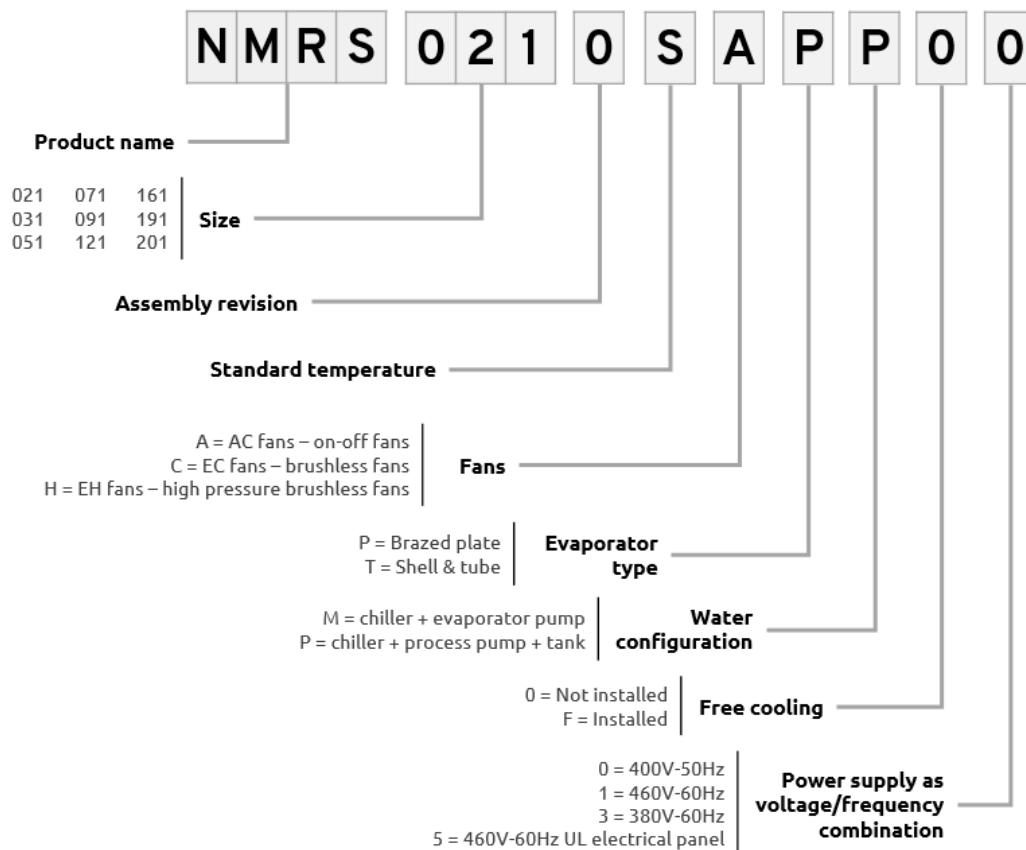 NMRS 021 0 S A P P 0 0
Product name
021 071 161
031 091 191
051 121 201
Size
Assembly revision
Standard temperature
A = AC fans – on-off fans
C = EC fans – brushless fans
H = EH fans – high pressure brushless fans
Fans
P = Brazed plate
T = Shell & tube
Evaporator
type
M = chiller + evaporator pump
P = chiller + process pump + tank
Water
configuration
0 = Not installed
F = Installed
Free cooling
0 = 400V-50Hz
1 = 460V-60Hz
3 = 380V-60Hz
5 = 460V-60Hz UL electrical panel
Power supply as
voltage/frequency
combination